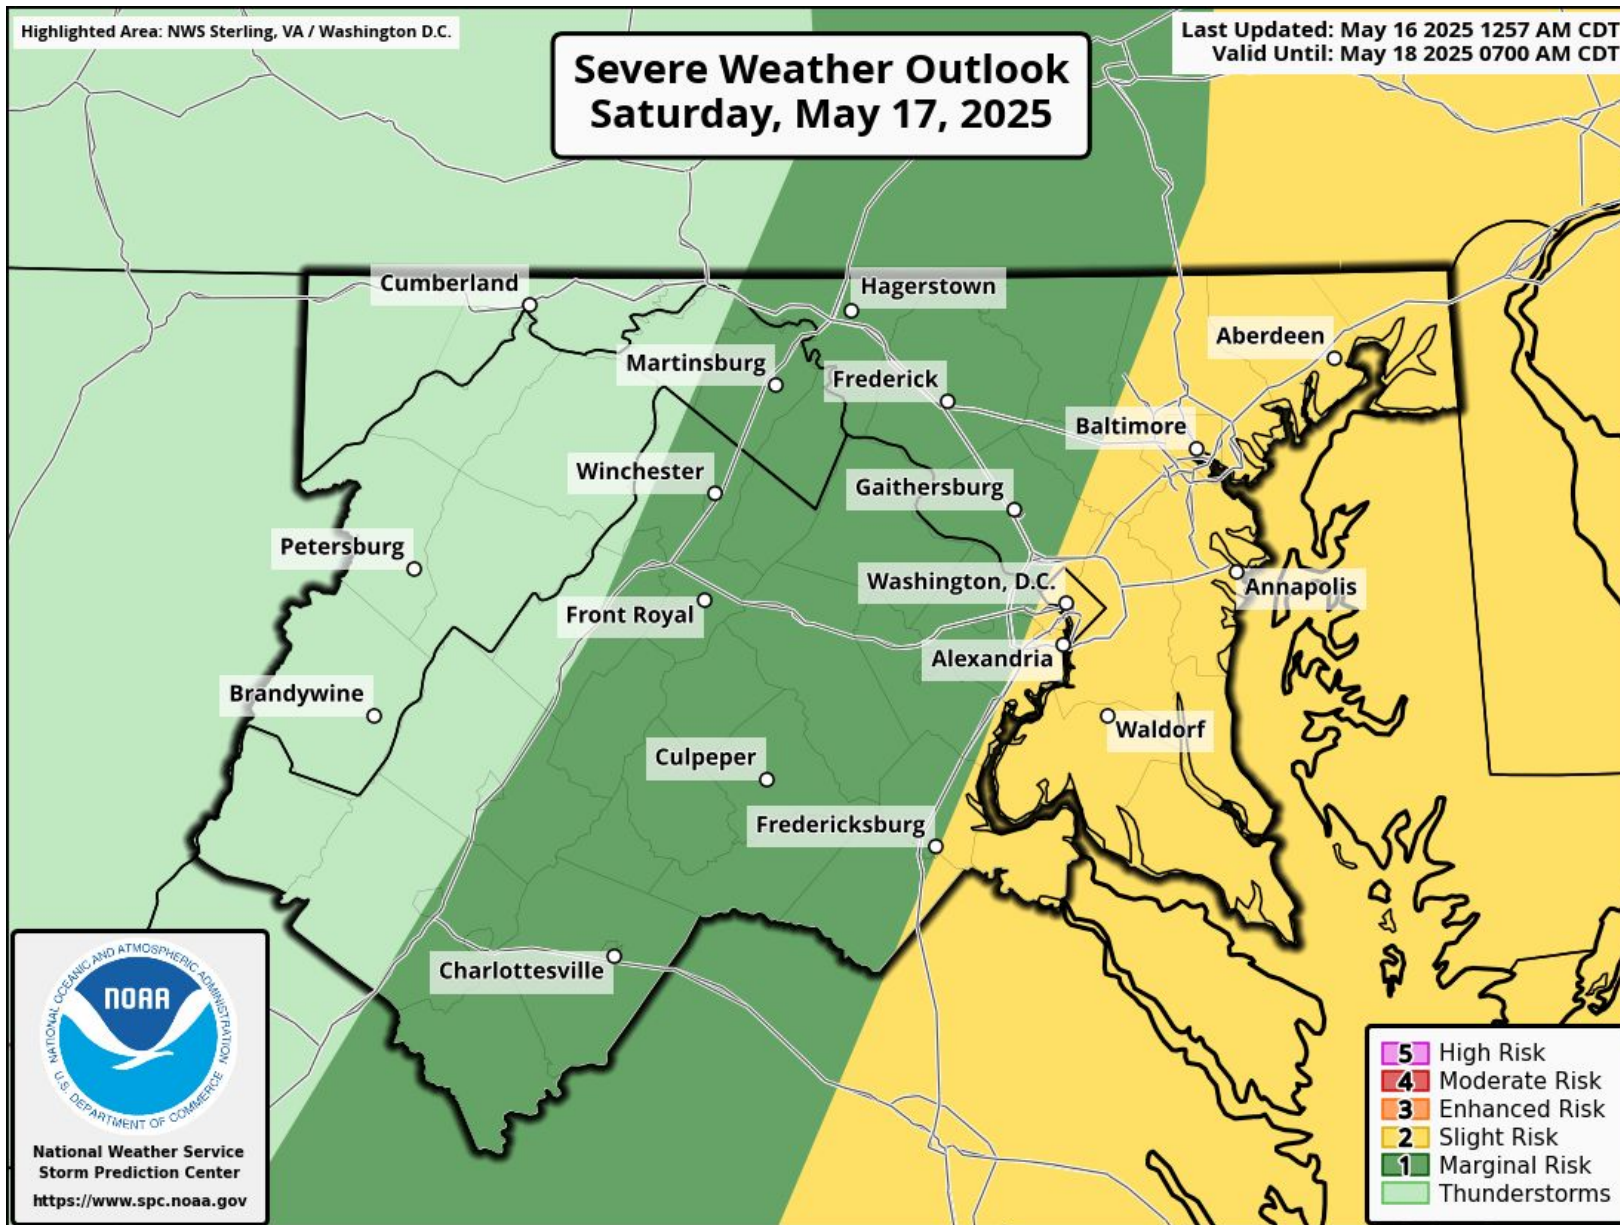 Highlighted Area: NWS Sterling, VA / Washington D.C.
Severe Weather Outlook
Saturday, May 17, 2025
Last Updated: May 16 2025 1257 AM CDT
Valid Until: May 18 2025 0700 AM CDT
Cumberland
Hagerstown
Aberdeen
Martinsburg
Frederick
Baltimore
Winchester
Gaithersburg
Petersburg
Washington, D.C.
Annapolis
Front Royal
Alexandria
Brandywine
Waldorf
Culpeper
Fredericksburg
Charlottesville
NATIONAL OCEANIC AND ATMOSPHERIC ADMINISTRATION
NOAA
U.S. DEPARTMENT OF COMMERCE
National Weather Service
Storm Prediction Center
https://www.spc.noaa.gov
5 High Risk
4 Moderate Risk
3 Enhanced Risk
2 Slight Risk
1 Marginal Risk
Thunderstorms